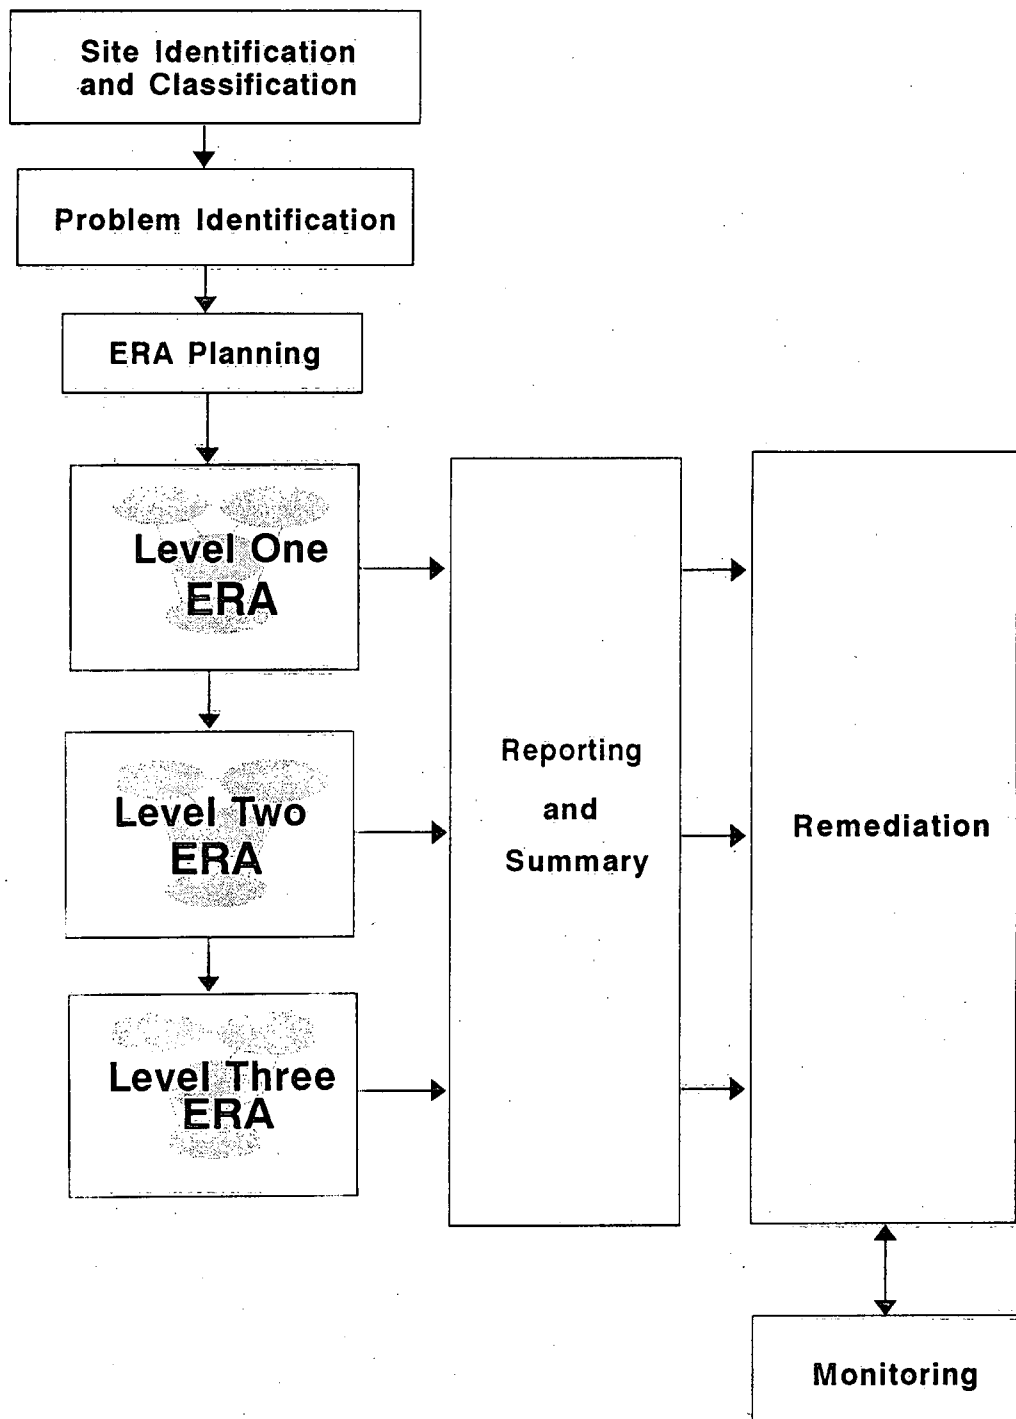 Site Identification
and Classification
Problem Identification
ERA Planning
Level One
ERA
Level Two
ERA
Level Three
ERA
Reporting
and
Summary
Remediation
Monitoring